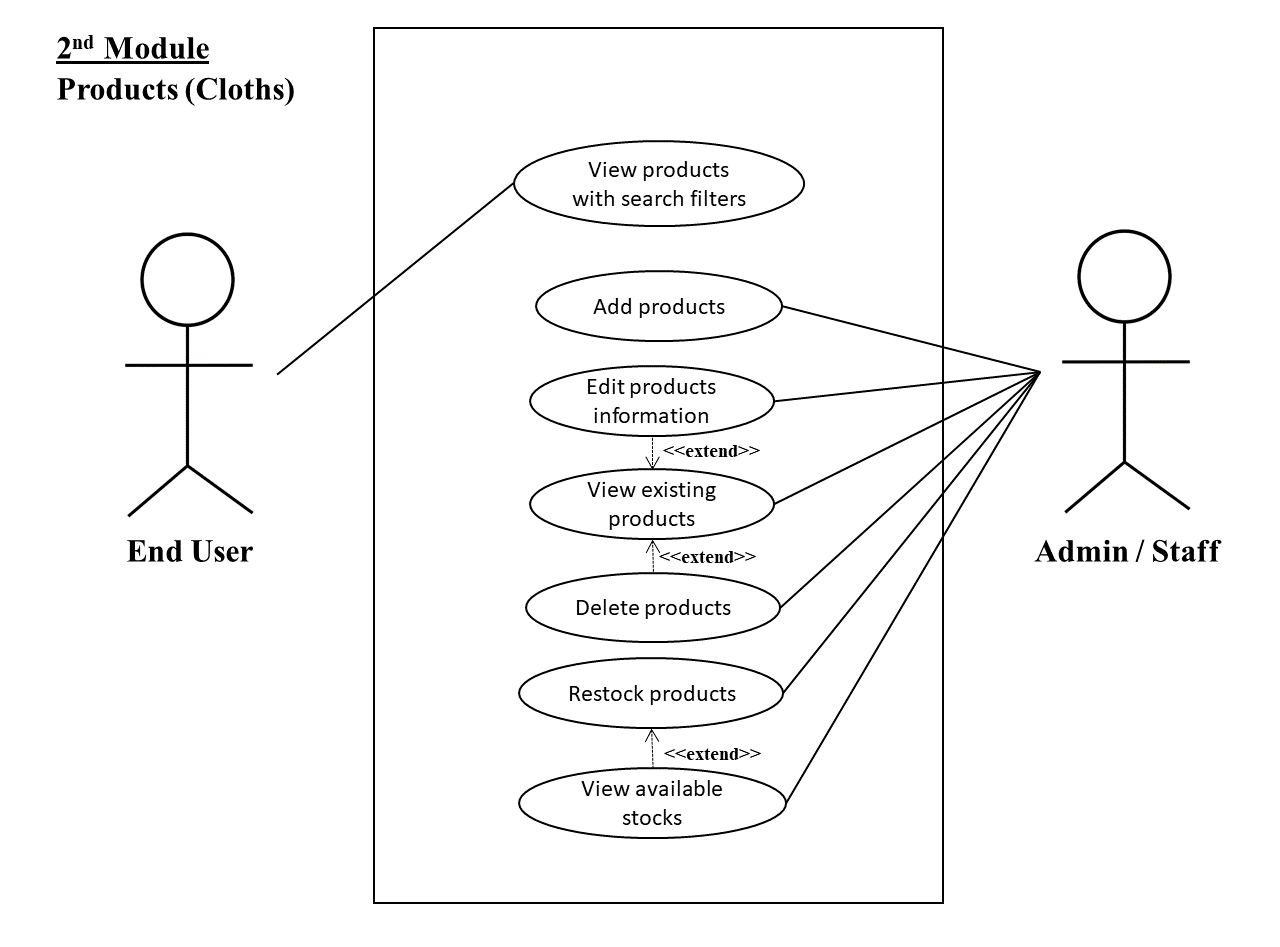 2nd Module
Products (Cloths)
View products
with search filters
Add products
Edit products
information
<<extend>>
View existing
products
<<extend>>
Delete products
Restock products
<<extend>>
View available
stocks
End User
Admin / Staff